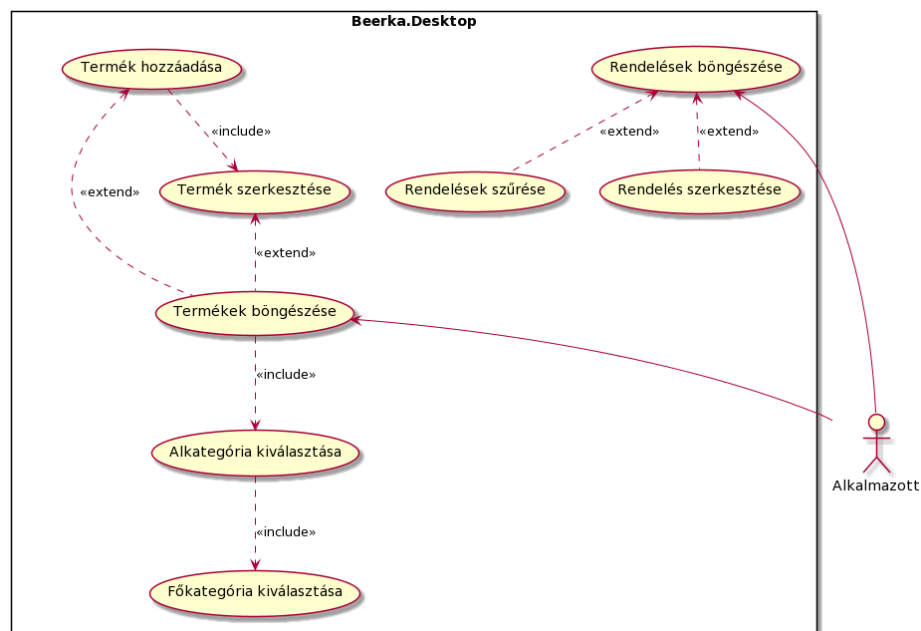 Beerka.Desktop
Termék hozzáadása
Rendelések böngészése
«include»
«extend»
«extend»
«extend»
Termék szerkesztése
Rendelések szűrése
Rendelés szerkesztése
«extend»
Termékek böngészése
«include»
Alkategória kiválasztása
Alkalmazott
«include»
Főkategória kiválasztása